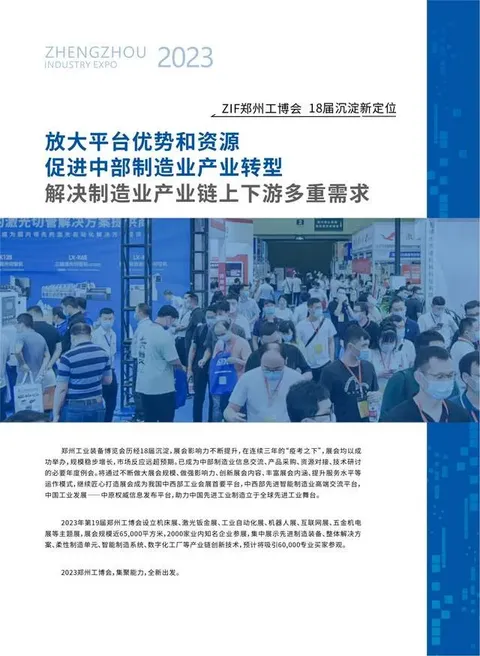 ZHENGZHOU
INDUSTRY EXPO
2023
ZIF郑州工博会 18届沉淀新定位
放大平台优势和资源
促进中部制造业产业转型
解决制造业产业链上下游多重需求
的激光切管解决方案提供商
郑州工业装备博览会历经18届沉淀,展会影响力不断提升,在连续三年的“疫考之下”,展会均以成
功举办,规模稳步增长,市场反应远超预期。已成为中部制造业信息交流、产品采购、资源对接、技术研讨
的必要年度例会。将通过不断做大展会规模、做强影响力、创新展会内容、丰富展会内涵、提升服务水平等
运作模式,继续匠心打造展会成为我国中西部工业展会首要平台,中西部先进智能制造业高端交流平台,
中国工业发展——中原权威信息发布平台,助力中国先进工业制造立于全球先进工业舞台。
2023年第19届郑州工博会设立机床展、激光钣金展、工业自动化展、机器人展、互联网展、五金机电
展等主题展,展会规模近65,000平方米,2000家业内知名企业参展,集中展示先进制造装备、整体解决方
案、柔性制造单元、智能制造系统、数字化工厂等产业链创新技术,预计将吸引60,000专业买家参观。
2023郑州工博会,集聚能力,全新出发。